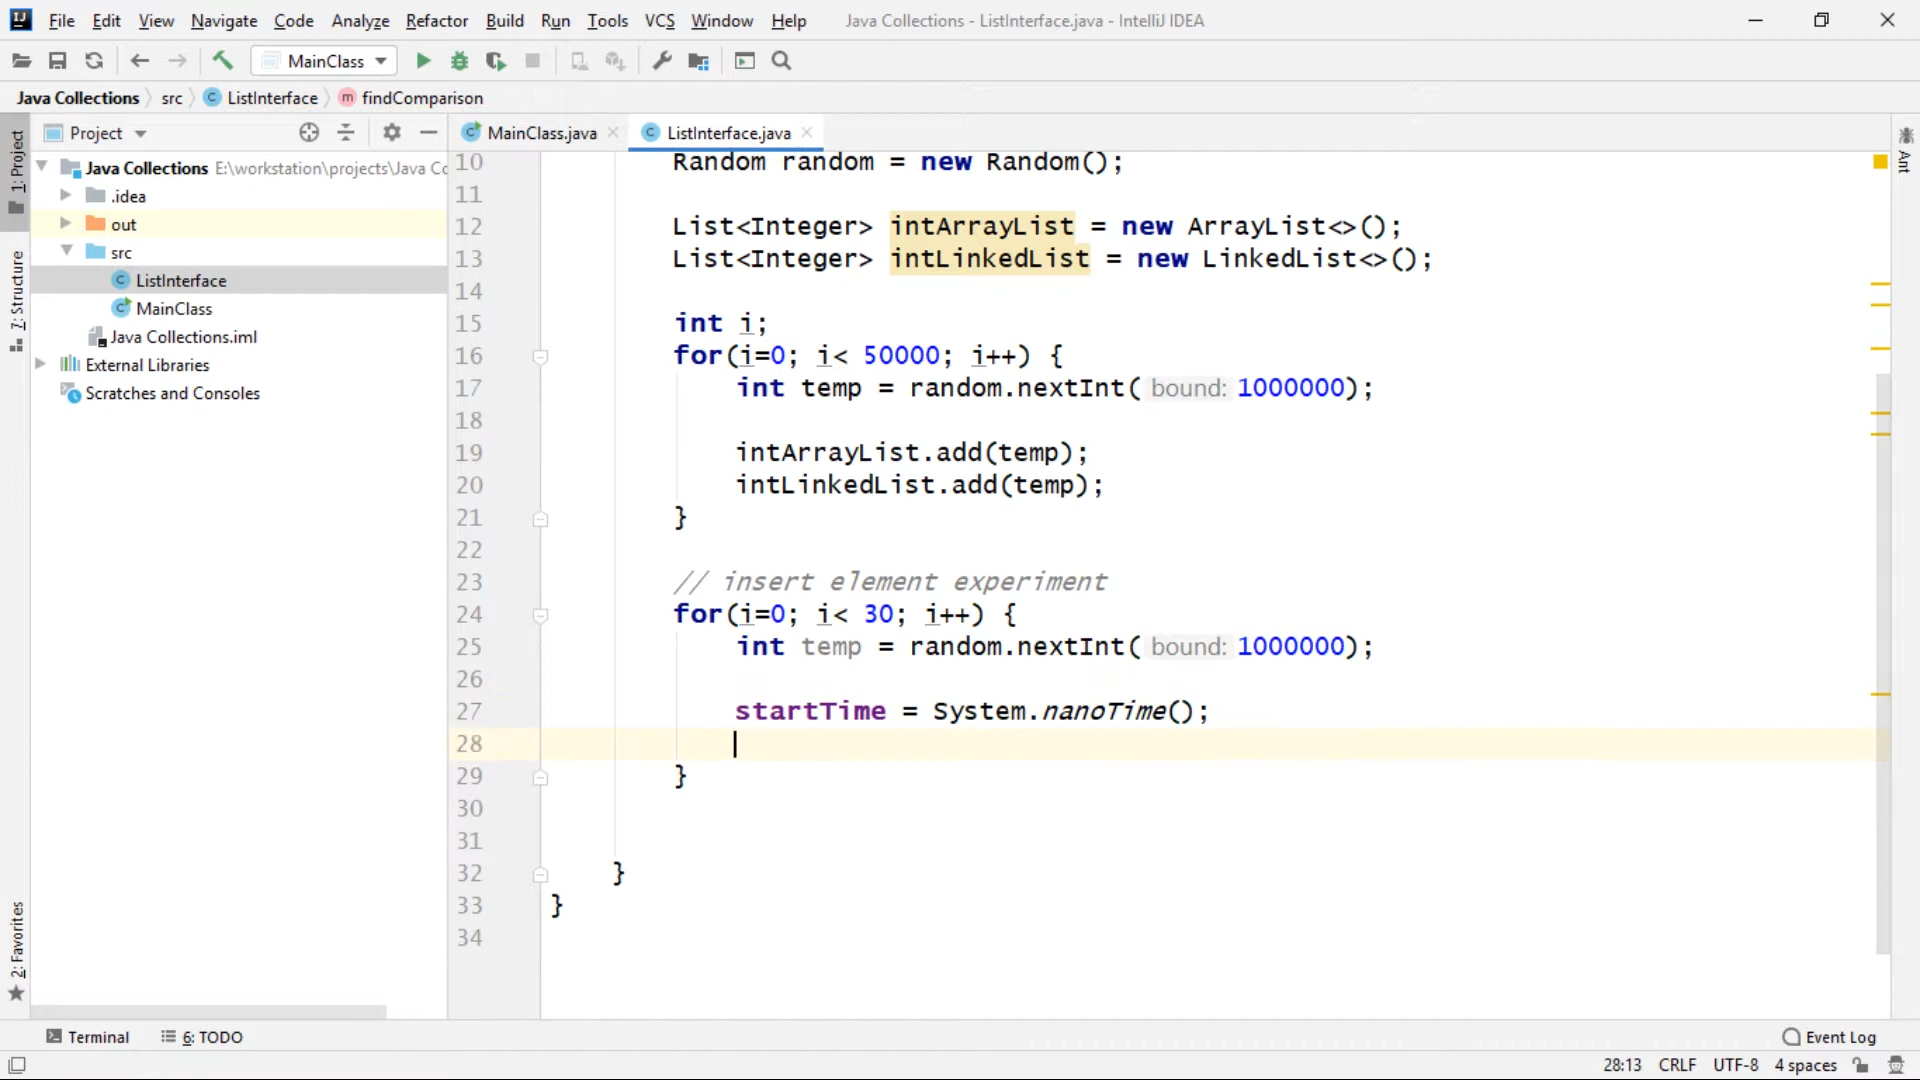 File Edit View Navigate Code Analyze Refactor Build Run Tools VCS Window Help Java Collections - ListInterface.java - IntelliJ IDEA
MainClass
Java Collections src ListInterface findComparison
Project
MainClass.java ListInterface.java
1: Project
7: Structure
2: Favorites
Java Collections E:\workstation\projects\Java Co
.idea
out
src
ListInterface
MainClass
Java Collections.iml
External Libraries
Scratches and Consoles
10 Random random = new Random();
11
12 List<Integer> intArrayList = new ArrayList<>();
13 List<Integer> intLinkedList = new LinkedList<>();
14
15 int i;
16 for(i=0; i< 50000; i++) {
17 int temp = random.nextInt( bound: 1000000);
18
19 intArrayList.add(temp);
20 intLinkedList.add(temp);
21 }
22
23 // insert element experiment
24 for(i=0; i< 30; i++) {
25 int temp = random.nextInt( bound: 1000000);
26
27 startTime = System.nanoTime();
28
29 }
30
31
32 }
33 }
34
Ant
Terminal 6: TODO Event Log
28:13 CRLF UTF-8 4 spaces